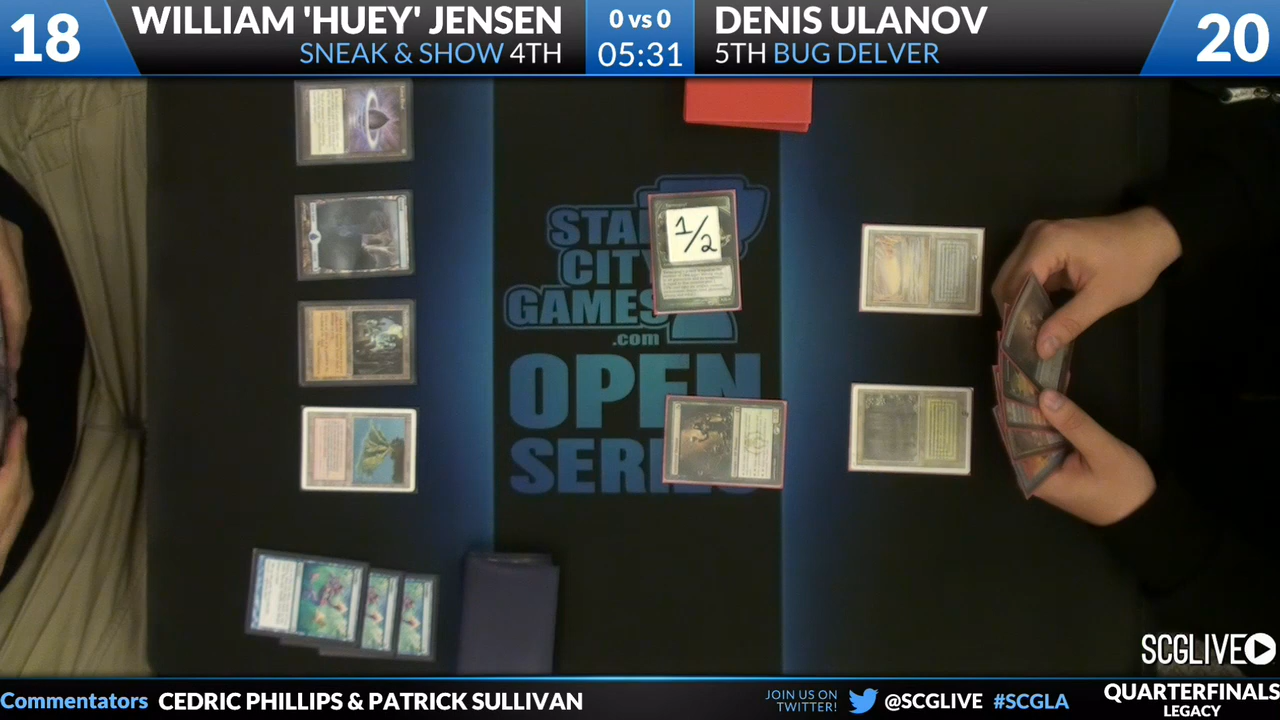 18
WILLIAM 'HUEY' JENSEN
SNEAK & SHOW 4TH
0 vs 0
05:31
DENIS ULANOV
5TH BUG DELVER
20
1/2
STAR
CITY
GAMES
.com
OPEN
SERIES
SCGLIVE
Commentators CEDRIC PHILLIPS & PATRICK SULLIVAN
JOIN US ON
TWITTER!
@SCGLIVE #SCGLA
QUARTERFINALS
LEGACY